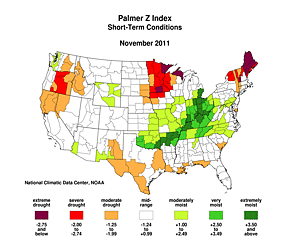 Palmer Z Index
Short-Term Conditions
November 2011
National Climatic Data Center, NOAA
extreme drought
severe drought
moderate drought
mid-range
moderately moist
very moist
extremely moist
-2.75 and below
-2.00 to -2.74
-1.25 to -1.99
-1.24 to +0.99
+1.00 to +2.49
+2.50 to +3.49
+3.50 and above